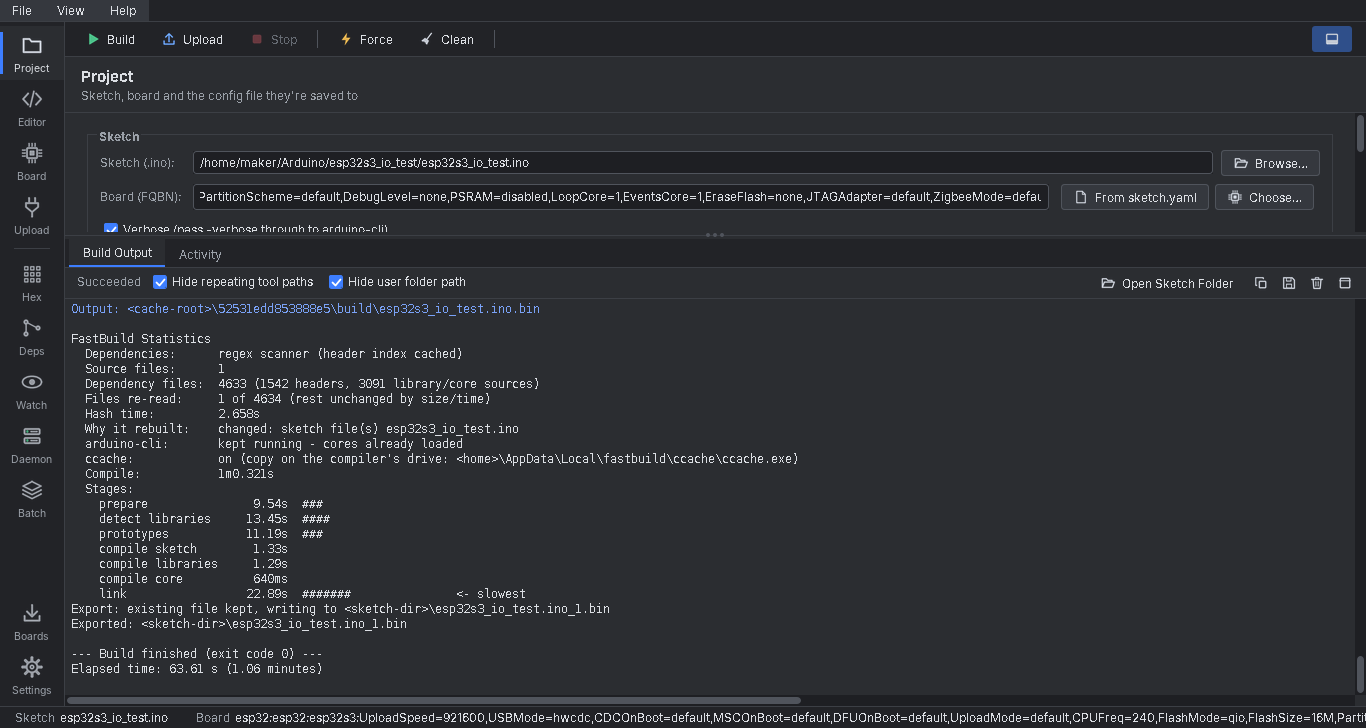 File View Help
Build Upload Stop Force Clean
Project
Sketch, board and the config file they're saved to
Project
Editor
Board
Upload
Hex
Deps
Watch
Daemon
Batch
Boards
Settings
Sketch
Sketch (.ino): /home/maker/Arduino/esp32s3_io_test/esp32s3_io_test.ino Browse...
Board (FQBN): PartitionScheme=default,DebugLevel=none,PSRAM=disabled,LoopCore=1,EventsCore=1,EraseFlash=none,JTAGAdapter=default,ZigbeeMode=defau From sketch.yaml Choose...
Verbose (pass -verbose through to arduino-cli)
Build Output Activity
Succeeded Hide repeating tool paths Hide user folder path Open Sketch Folder
Output: <cache-root>\52531edd853888e5\build\esp32s3_io_test.ino.bin
FastBuild Statistics
Dependencies: regex scanner (header index cached)
Source files: 1
Dependency files: 4633 (1542 headers, 3091 library/core sources)
Files re-read: 1 of 4634 (rest unchanged by size/time)
Hash time: 2.658s
Why it rebuilt: changed: sketch file(s) esp32s3_io_test.ino
arduino-cli: kept running - cores already loaded
ccache: on (copy on the compiler's drive: <home>\AppData\Local\fastbuild\ccache\ccache.exe)
Compile: 1m0.321s
Stages:
prepare 9.54s ###
detect libraries 13.45s ####
prototypes 11.19s ###
compile sketch 1.33s
compile libraries 1.29s
compile core 640ms
link 22.89s ####### <- slowest
Export: existing file kept, writing to <sketch-dir>\esp32s3_io_test.ino_1.bin
Exported: <sketch-dir>\esp32s3_io_test.ino_1.bin
--- Build finished (exit code 0) ---
Elapsed time: 63.61 s (1.06 minutes)
Sketch esp32s3_io_test.ino Board esp32:esp32:esp32s3:UploadSpeed=921600,USBMode=hwcdc,CDCOnBoot=default,MSCOnBoot=default,DFUOnBoot=default,UploadMode=default,CPUFreq=240,FlashMode=qio,FlashSize=16M,Parti